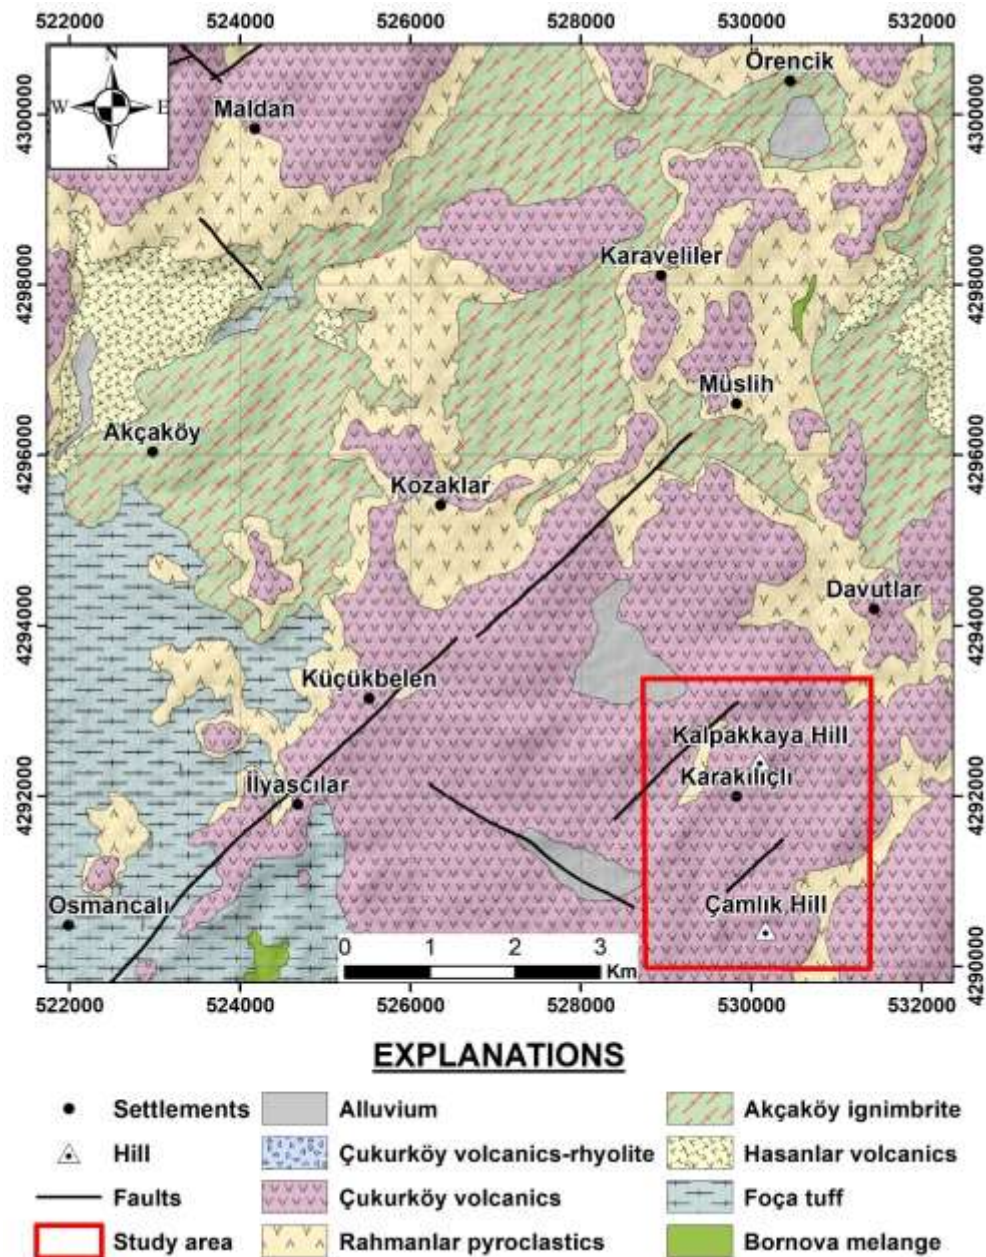 522000 524000 526000 528000 530000 532000
N
W E
S
Maldan
Örencik
4300000 4300000
Karaveliler
4298000 4298000
Müslih
Akçaköy
4296000 4296000
Kozaklar
Davutlar
4294000 4294000
Küçükbelen
Kalpakkaya Hill
Karakılıçlı
İlyascılar
4292000 4292000
Osmancalı
Çamlık Hill
0 1 2 3
Km
4290000 4290000
522000 524000 526000 528000 530000 532000
EXPLANATIONS
Settlements Alluvium Akçaköy ignimbrite
Hill Çukurköy volcanics-rhyolite Hasanlar volcanics
Faults Çukurköy volcanics Foça tuff
Study area Rahmanlar pyroclastics Bornova melange